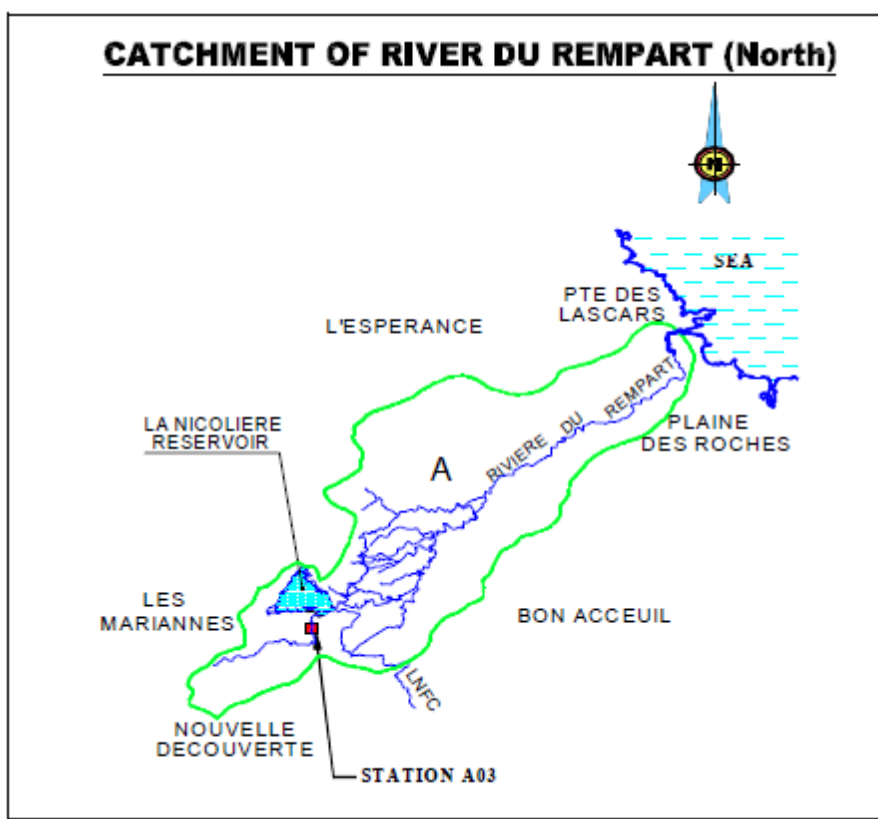 CATCHMENT OF RIVER DU REMPART (North)
SEA
PTE DES
LASCARS
L'ESPERANCE
LA NICOLIERE
RESERVOIR
RIVIERE DU REMPART
PLAINE
DES ROCHES
A
LES
MARIANNES
BON ACCEUIL
LNFC
NOUVELLE
DECOUVERTE
STATION A03